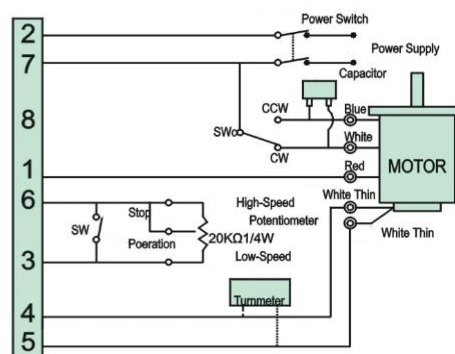 2
Power Switch
7
Power Supply
Capacitor
8
CCW
Blue
SW
White
CW
1
Red
MOTOR
6
High-Speed
White Thin
Stop
Potentiometer
SW
Poeration
20KΩ1/4W
White Thin
3
Low-Speed
4
Turnmeter
5